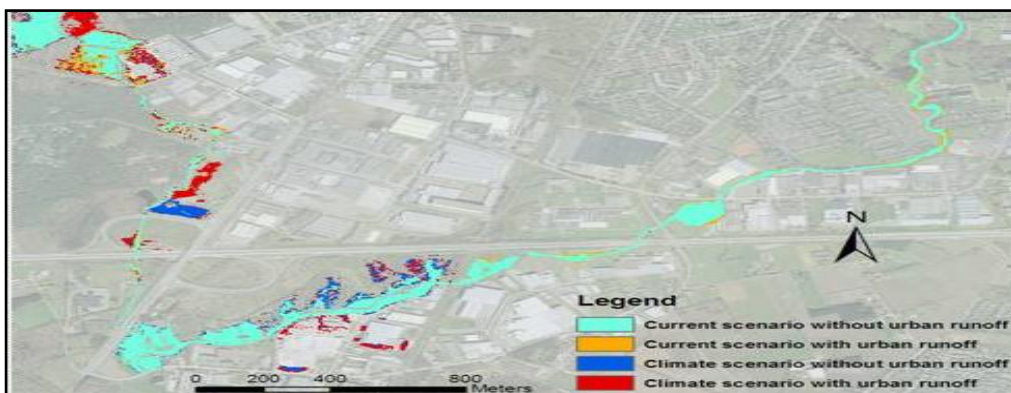 N
Legend
Current scenario without urban runoff
Current scenario with urban runoff
Climate scenario without urban runoff
Climate scenario with urban runoff
0 200 400 800
Meters